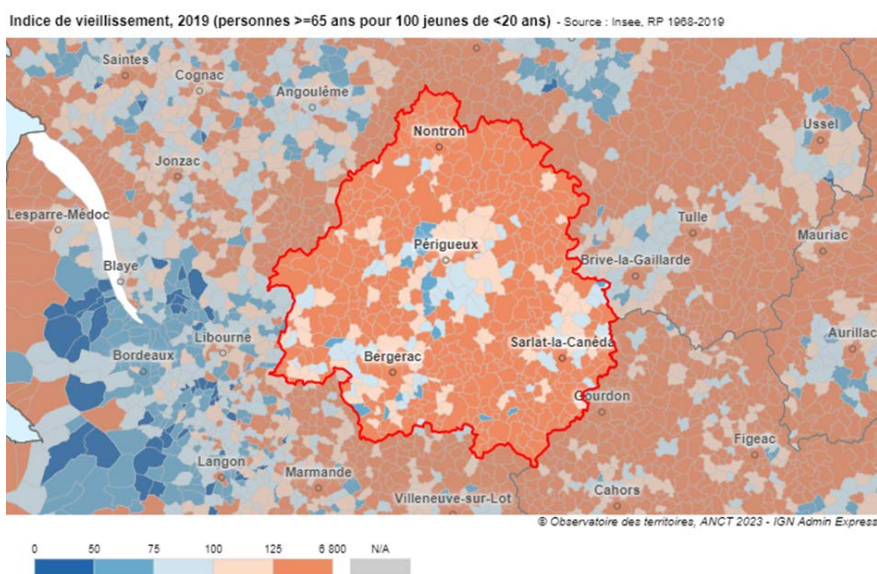 Indice de vieillissement, 2019 (personnes >=65 ans pour 100 jeunes de <20 ans) - Source : Insee, RP 1968-2019
Saintes
Cognac
Angoulême
Nontron
Ussel
Jonzac
Lesparre-Médoc
Tulle
Mauriac
Périgueux
Brive-la-Gaillarde
Blaye
Aurillac
Libourne
Bordeaux
Sarlat-la-Canéda
Bergerac
Gourdon
Figeac
Langon
Marmande
Cahors
Villeneuve-sur-Lot
© Observatoire des territoires, ANCT 2023 - IGN Admin Express
0 50 75 100 125 6 800 N/A